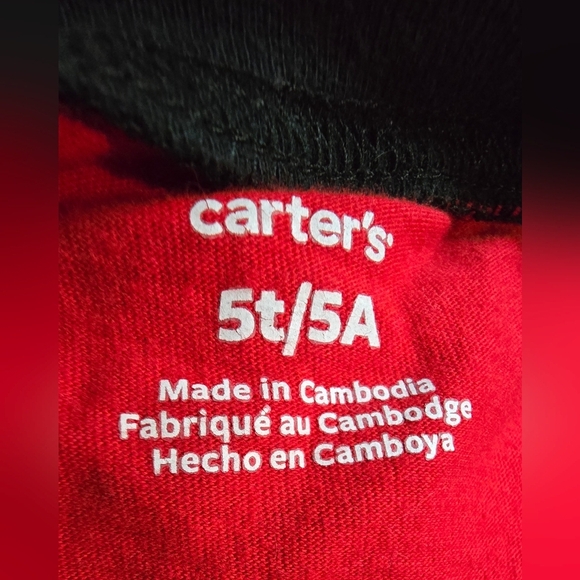 carter's
5t/5A
Made in Cambodia
Fabriqué au Cambodge
Hecho en Camboya